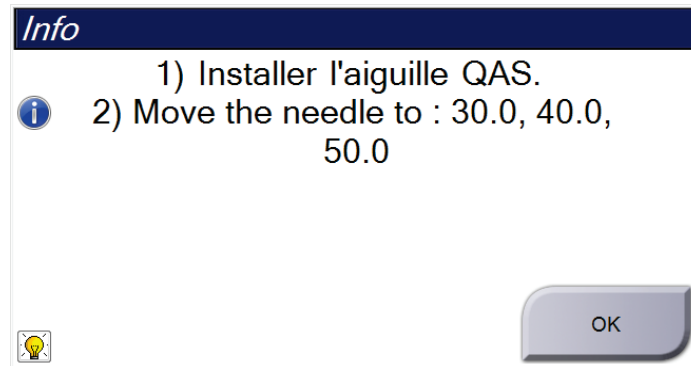 Info
1) Installer l'aiguille QAS.
2) Move the needle to : 30.0, 40.0,
50.0
OK